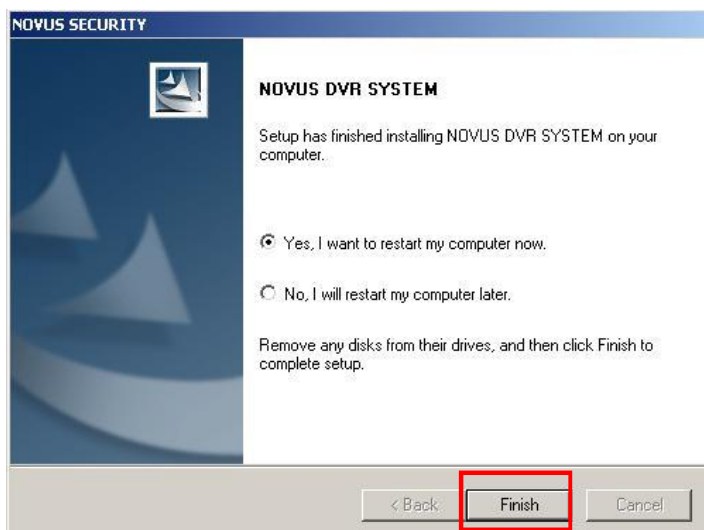 NOVUS SECURITY
NOVUS DVR SYSTEM
Setup has finished installing NOVUS DVR SYSTEM on your
computer.
Yes, I want to restart my computer now.
No, I will restart my computer later.
Remove any disks from their drives, and then click Finish to
complete setup.
< Back Finish Cancel